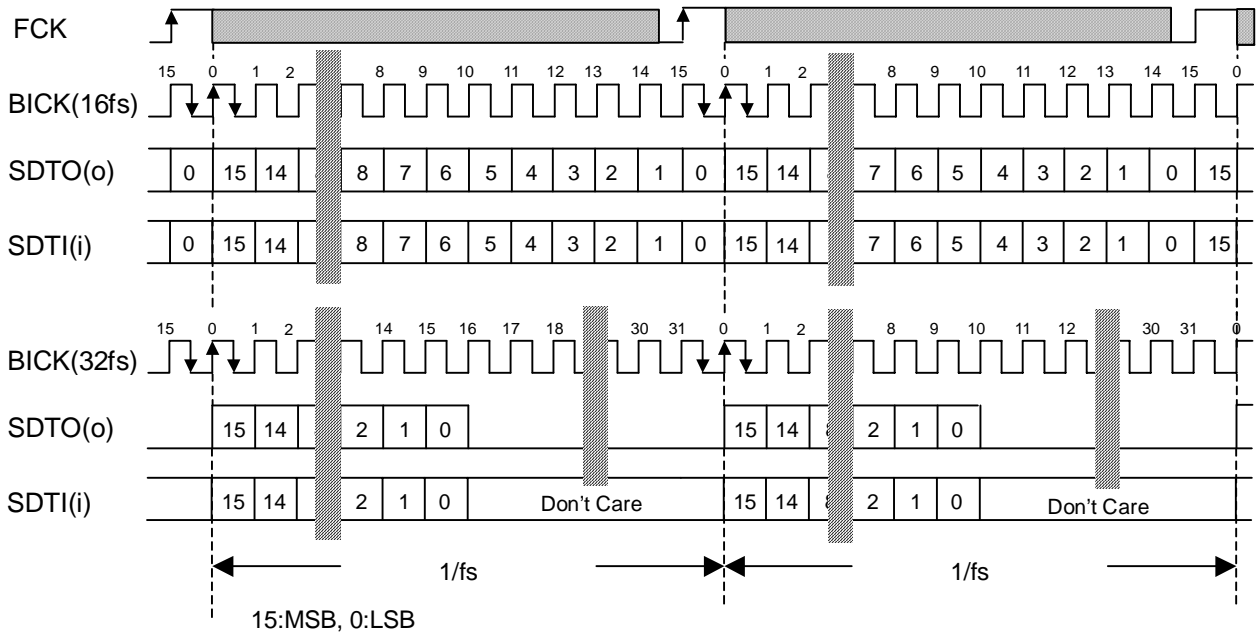 FCK
15 0 1 2 8 9 10 11 12 13 14 15 0 1 2 8 9 10 11 12 13 14 15 0
BICK(16fs)
SDTO(o) 0 15 14 8 7 6 5 4 3 2 1 0 15 14 7 6 5 4 3 2 1 0 15
SDTI(i) 0 15 14 8 7 6 5 4 3 2 1 0 15 14 7 6 5 4 3 2 1 0 15
15 0 1 2 14 15 16 17 18 30 31 0 1 2 8 9 10 11 12 30 31 0
BICK(32fs)
SDTO(o) 15 14 2 1 0 15 14 2 1 0
SDTI(i) 15 14 2 1 0 Don't Care 15 14 2 1 0 Don't Care
1/fs 1/fs
15:MSB, 0:LSB